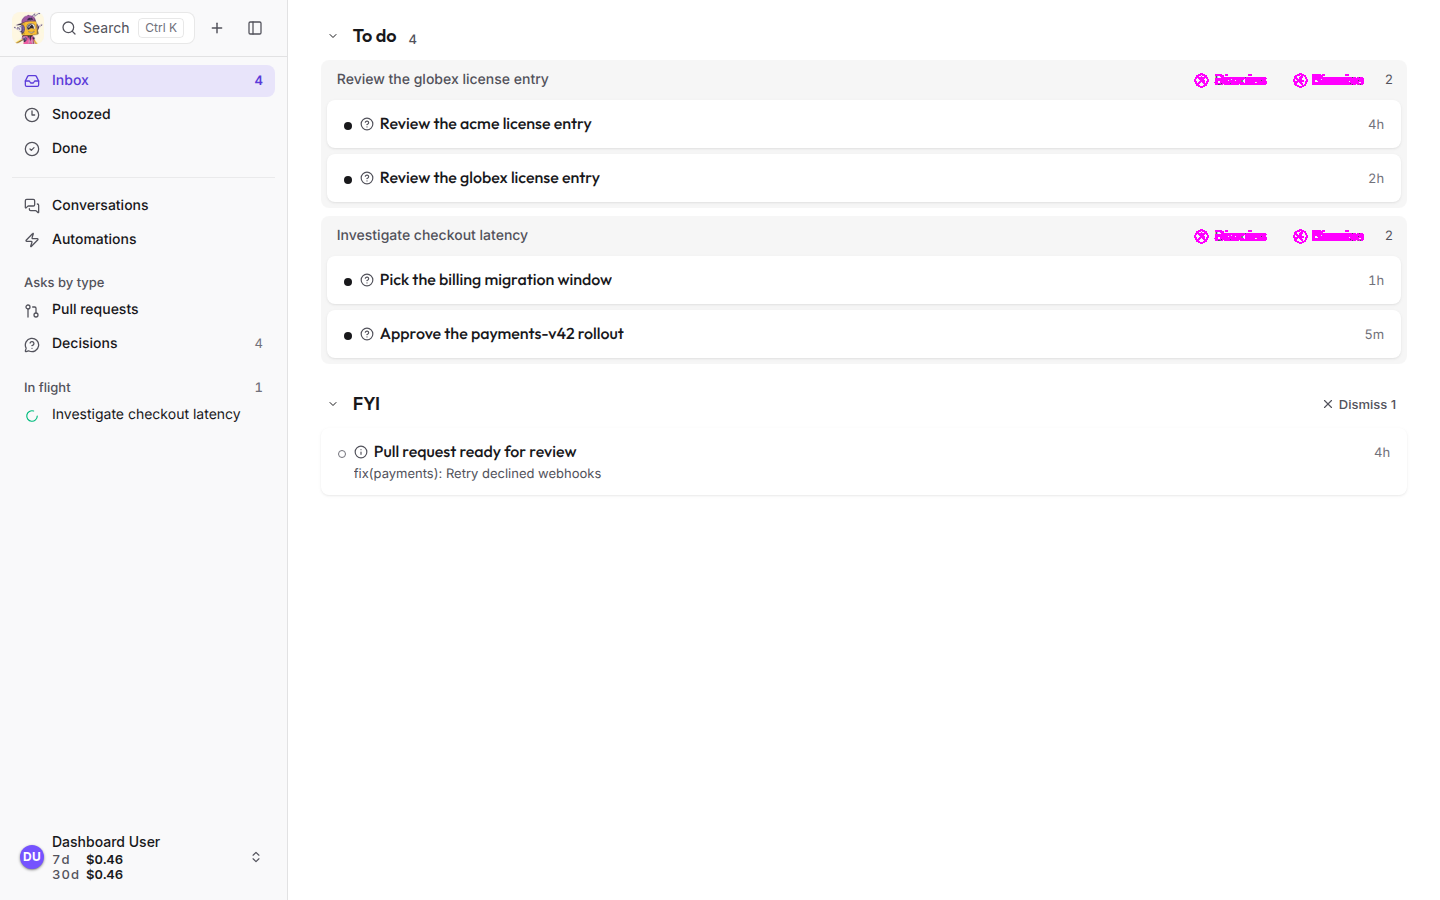 Search Ctrl K
Inbox 4
Snoozed
Done
Conversations
Automations
Asks by type
Pull requests
Decisions 4
In flight 1
Investigate checkout latency
Dashboard User
DU
7d $0.46
30d $0.46
To do 4
Review the globex license entry 2
Review the acme license entry 4h
Review the globex license entry 2h
Investigate checkout latency 2
Pick the billing migration window 1h
Approve the payments-v42 rollout 5m
FYI Dismiss 1
Pull request ready for review 4h
fix(payments): Retry declined webhooks